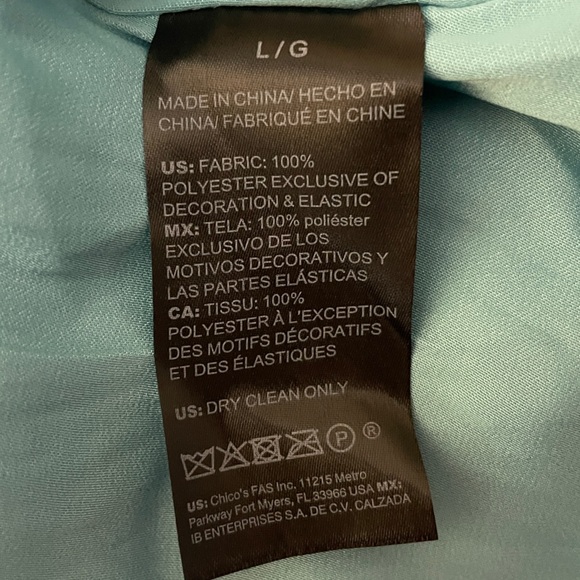 L / G
MADE IN CHINA/ HECHO EN
CHINA/ FABRIQUÉ EN CHINE
US: FABRIC: 100%
POLYESTER EXCLUSIVE OF
DECORATION & ELASTIC
MX: TELA: 100% poliéster
EXCLUSIVO DE LOS
MOTIVOS DECORATIVOS Y
LAS PARTES ELÁSTICAS
CA: TISSU: 100%
POLYESTER À L'EXCEPTION
DES MOTIFS DÉCORATIFS
ET DES ÉLASTIQUES
US: DRY CLEAN ONLY
P ®
US: Chico's FAS Inc. 11215 Metro
Parkway Fort Myers, FL 33966 USA MX:
IB ENTERPRISES S.A. DE C.V. CALZADA